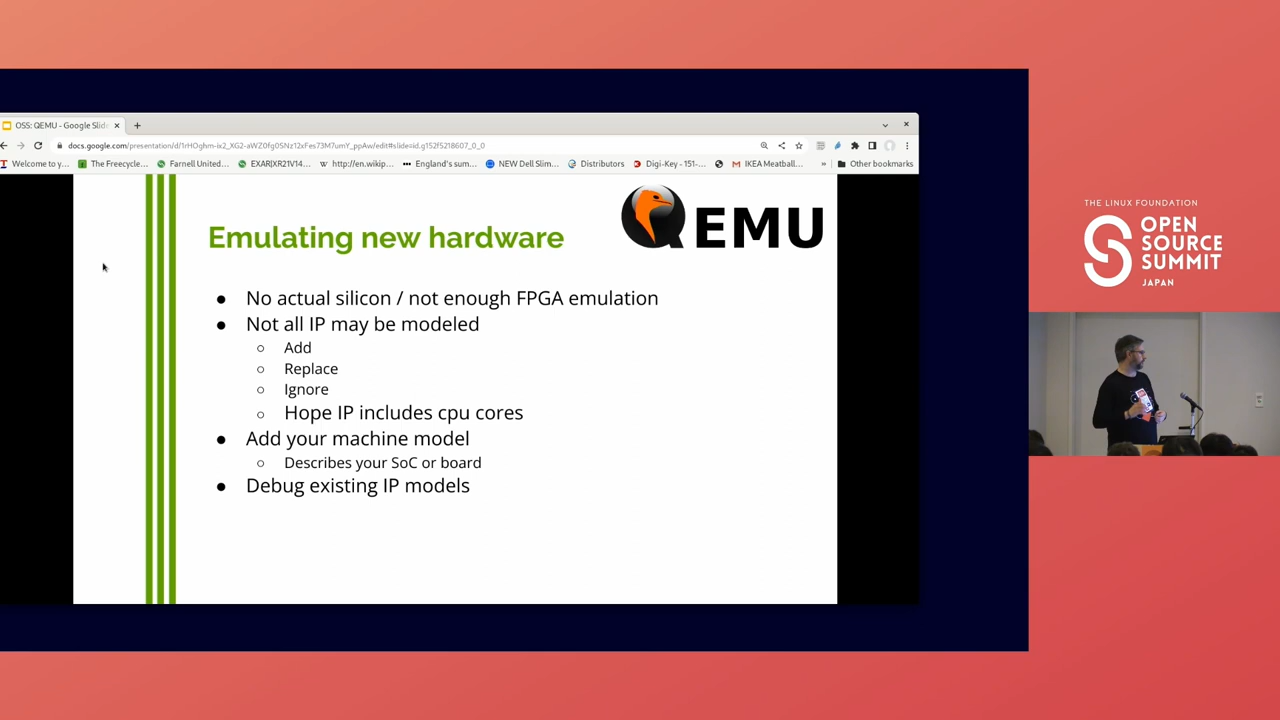 OSS: QEMU - Google Slide
docs.google.com/presentation/d/1rHOghm-ix2_XG2-aWZ0fg0SNz12xFes73M7umY_ppAw/edit#slide=id.g152f5218607_0_0
Welcome to y...
The Freecycle...
Farnell United...
EXAR|XR21V14...
http://en.wikip...
England's sum...
NEW Dell Slim...
Distributors
Digi-Key - 151-...
IKEA Meatball...
»
Other bookmarks
QEMU
Emulating new hardware
● No actual silicon / not enough FPGA emulation
● Not all IP may be modeled
○ Add
○ Replace
○ Ignore
○ Hope IP includes cpu cores
● Add your machine model
○ Describes your SoC or board
● Debug existing IP models
THE LINUX FOUNDATION
OPEN
SOURCE
SUMMIT
JAPAN